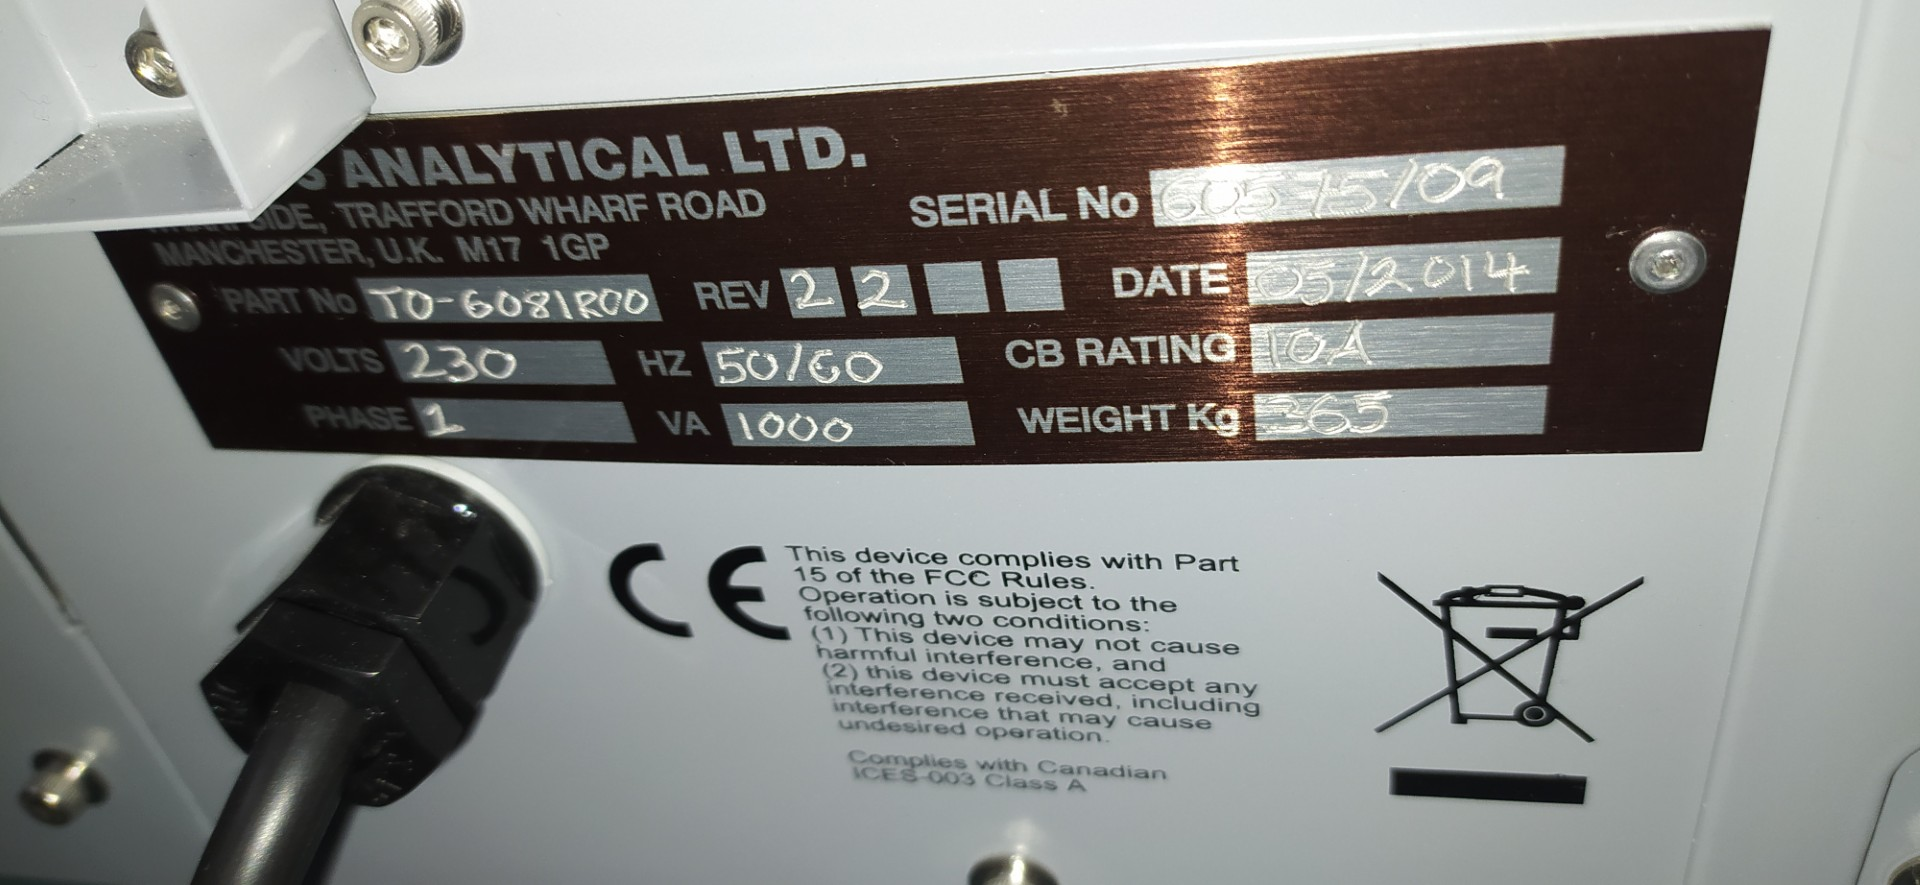 ANALYTICAL LTD.
TRAFFORD WHARF ROAD
MANCHESTER, U.K. M17 1GP
SERIAL No 60575/09
PART No TO-6081R00 REV 2 2 DATE 05/2014
VOLTS 230 HZ 50/60 CB RATING 10A
PHASE 1 VA 1000 WEIGHT Kg 365
CE
This device complies with Part
15 of the FCC Rules.
Operation is subject to the
following two conditions:
(1) This device may not cause
harmful interference, and
(2) this device must accept any
interference received, including
interference that may cause
undesired operation.
Complies with Canadian
ICES-003 Class A